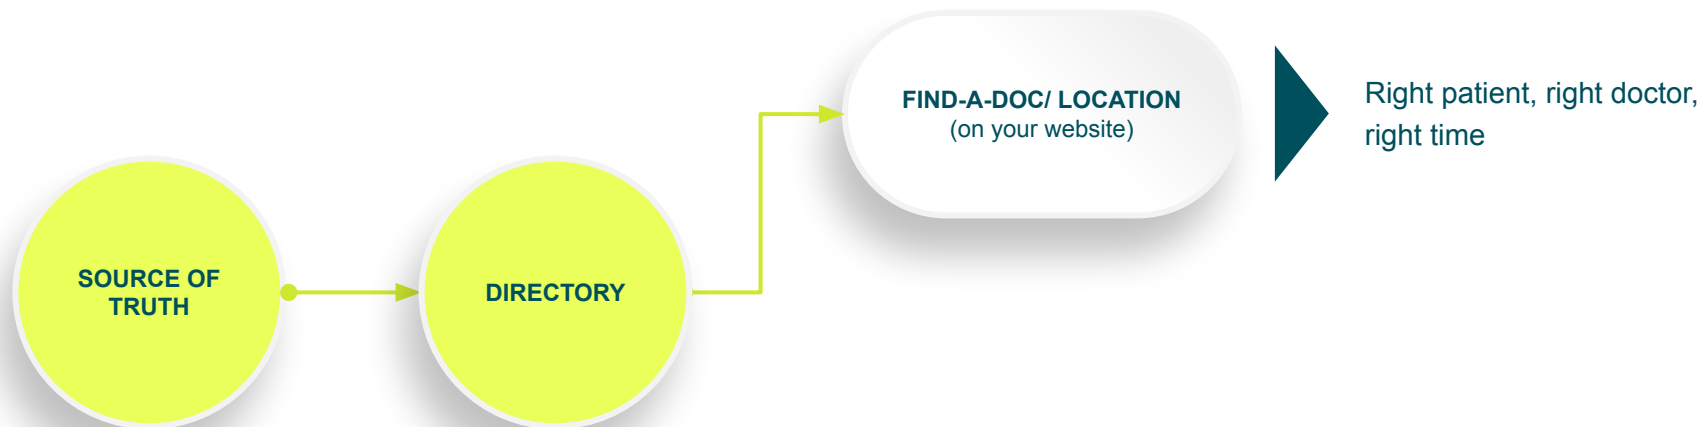 SOURCE OF
TRUTH
DIRECTORY
FIND-A-DOC/ LOCATION
(on your website)
Right patient, right doctor,
right time